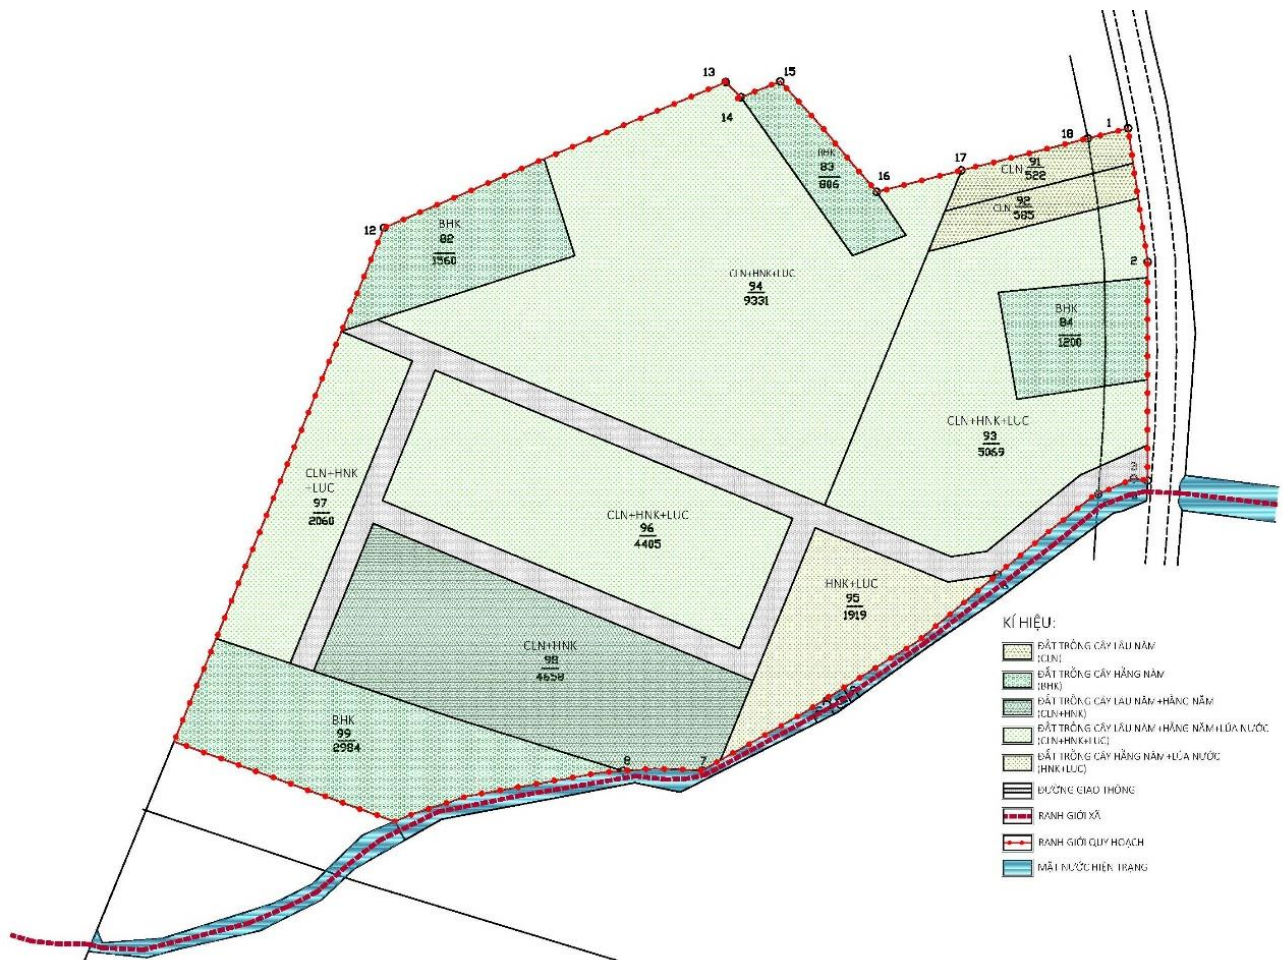 13
15
14
1
18
17
16
BHK
83
806
CLN
91
522
CLN
92
585
12
BHK
82
1560
2
CLN+HNK+LUC
94
9331
BHK
84
1200
CLN+HNK+LUC
93
5069
CLN+HNK
+LUC
97
2060
CLN+HNK+LUC
96
4405
HNK+LUC
95
1919
CLN+HNK
98
4658
BHK
99
2984
8
7
KÍ HIỆU:
ĐẤT TRỒNG CÂY LÂU NĂM
(CLN)
ĐẤT TRỒNG CÂY HẰNG NĂM
(BHK)
ĐẤT TRỒNG CÂY LÂU NĂM+HẰNG NĂM
(CLN+HNK)
ĐẤT TRỒNG CÂY LÂU NĂM+HẰNG NĂM+LÚA NƯỚC
(CLN+HNK+LUC)
ĐẤT TRỒNG CÂY HẰNG NĂM+LÚA NƯỚC
(HNK+LUC)
ĐƯỜNG GIAO THÔNG
RANH GIỚI XÃ
RANH GIỚI QUY HOẠCH
MẶT NƯỚC HIỆN TRẠNG